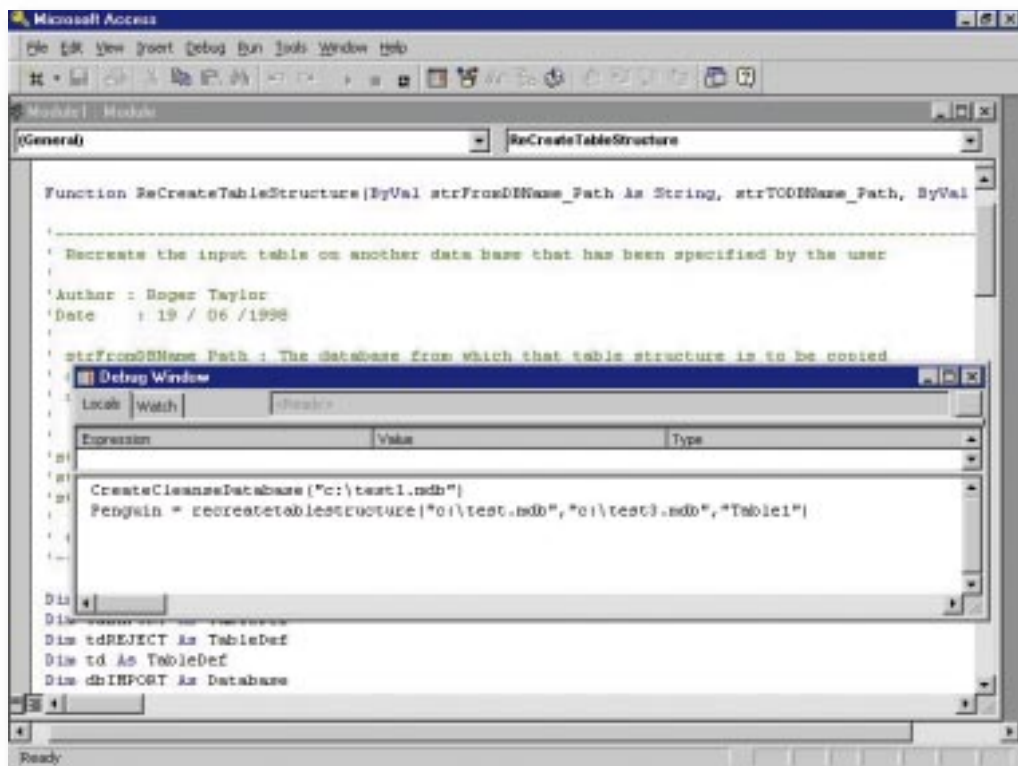 Microsoft Access
File Edit View Insert Debug Run Tools Window Help
Module1 : Module
(General) ReCreateTableStructure
Function ReCreateTableStructure(ByVal strFromDBName_Path As String, strTODBName_Path, ByVal
'
' Recreate the input table on another data base that has been specified by the user
'
'Author : Roger Taylor
'Date : 19 / 06 /1998
'
' strFromDBName_Path : The database from which that table structure is to be copied
Debug Window
Locals Watch <Ready>
Expression Value Type
CreateCleanseDatabase("c:\test1.mdb")
Penguin = recreatetablestructure("c:\test.mdb","c:\test3.mdb","Table1")
Dim
Dim
Dim tdREJECT As TableDef
Dim td As TableDef
Dim dbIMPORT As Database
Ready